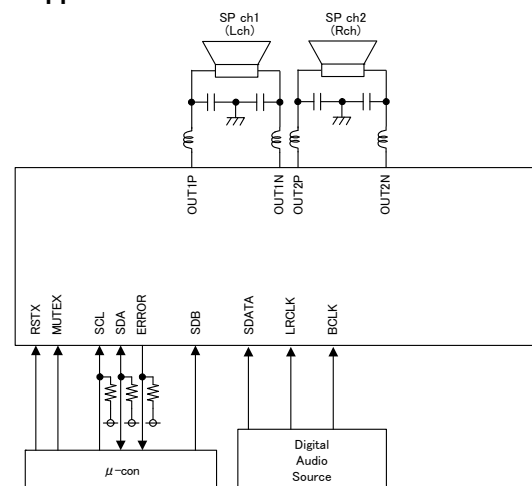 SP ch1
(Lch)
SP ch2
(Rch)
OUT1P
OUT1N
OUT2P
OUT2N
RSTX
MUTEX
SCL
SDA
ERROR
SDB
SDATA
LRCLK
BCLK
μ-con
Digital
Audio
Source